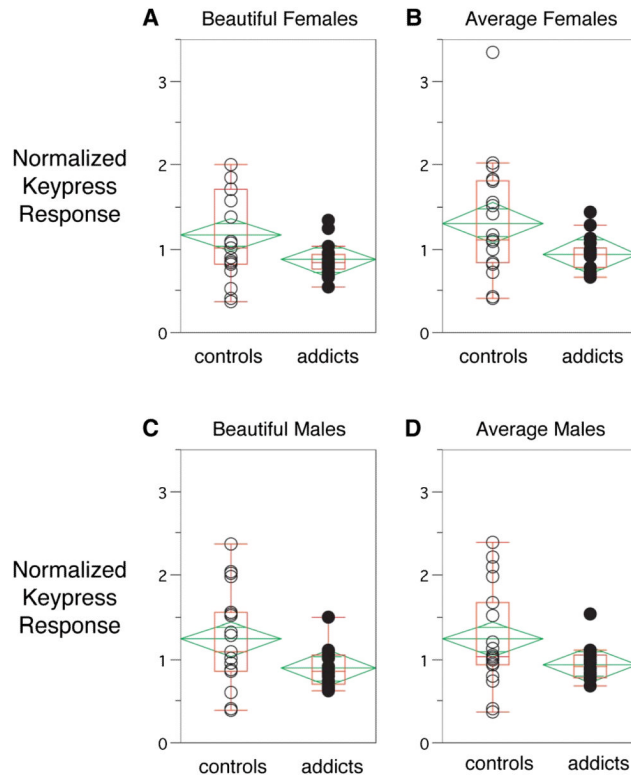 A Beautiful Females
B Average Females
Normalized
Keypress
Response
3
2
1
0
3
2
1
0
controls addicts
controls addicts
C Beautiful Males
D Average Males
Normalized
Keypress
Response
3
2
1
0
3
2
1
0
controls addicts
controls addicts